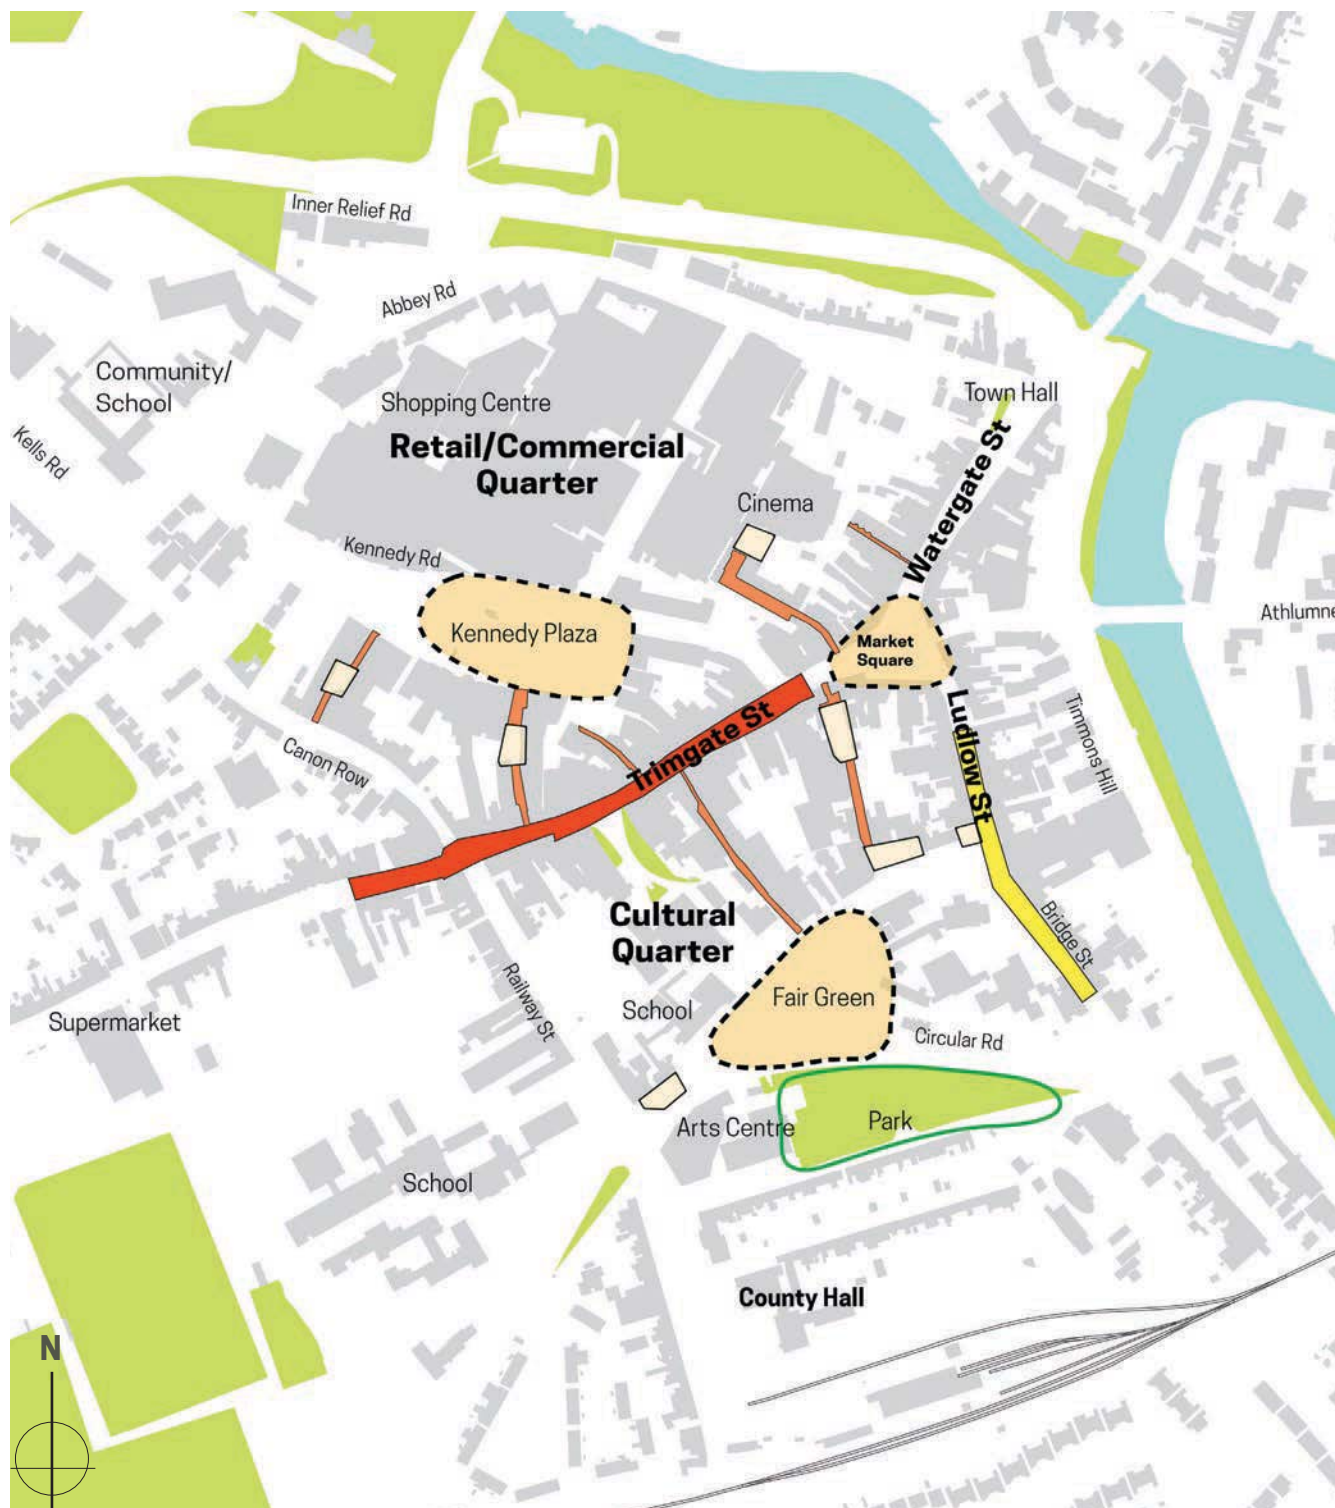 Inner Relief Rd
Abbey Rd
Community/
School
Shopping Centre
Town Hall
Kells Rd
Retail/Commercial
Quarter
Watergate St
Cinema
Kennedy Rd
Athlumne
Kennedy Plaza
Market
Square
Trimgate St
Ludlow St
Timmons Hill
Canon Row
Cultural
Quarter
Bridge St
Railway St
Fair Green
School
Supermarket
Circular Rd
Arts Centre
Park
School
County Hall
N